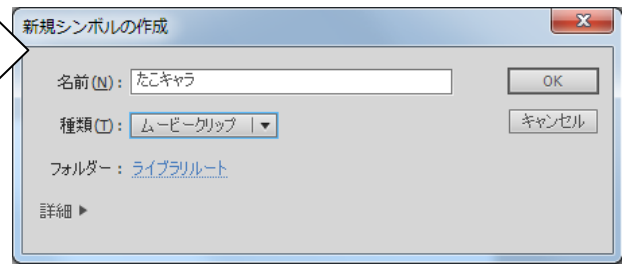 新規シンボルの作成
名前(N)： たこキャラ
OK
種類(T)： ムービークリップ
キャンセル
フォルダー： ライブラリルート
詳細